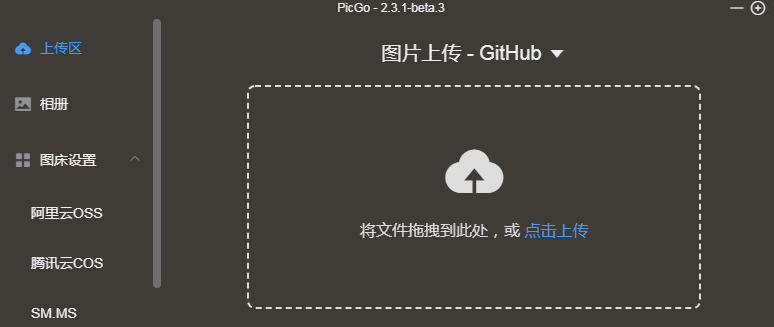 PicGo - 2.3.1-beta.3
上传区
相册
图床设置
阿里云OSS
腾讯云COS
SM.MS
图片上传 - GitHub
将文件拖拽到此处，或 点击上传